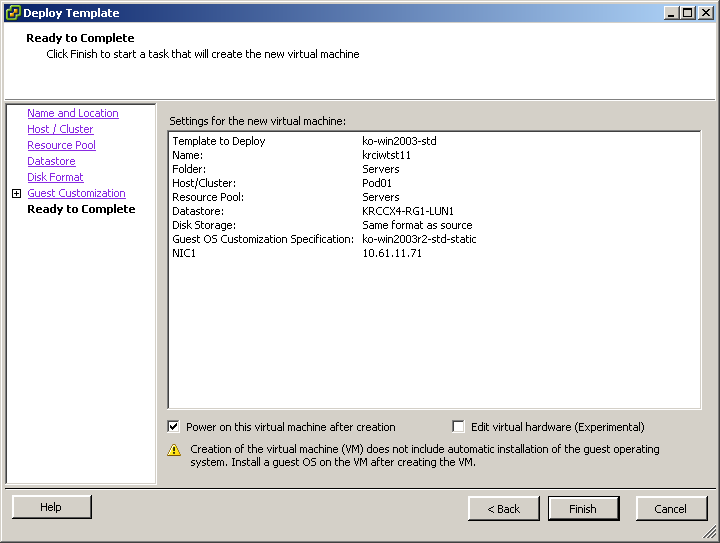 Deploy Template
Ready to Complete
Click Finish to start a task that will create the new virtual machine
Name and Location
Host / Cluster
Resource Pool
Datastore
Disk Format
Guest Customization
Ready to Complete
Settings for the new virtual machine:
Template to Deploy ko-win2003-std
Name: krciwtst11
Folder: Servers
Host/Cluster: Pod01
Resource Pool: Servers
Datastore: KRCCX4-RG1-LUN1
Disk Storage: Same format as source
Guest OS Customization Specification: ko-win2003r2-std-static
NIC1 10.61.11.71
Power on this virtual machine after creation
Edit virtual hardware (Experimental)
Creation of the virtual machine (VM) does not include automatic installation of the guest operating
system. Install a guest OS on the VM after creating the VM.
Help
< Back
Finish
Cancel